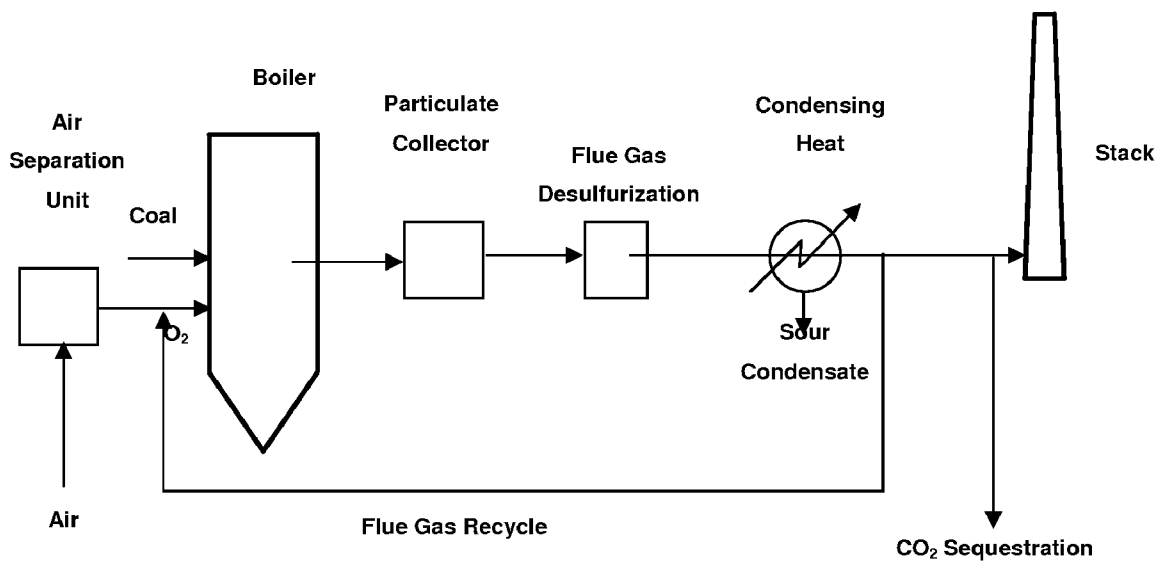 Boiler
Air
Separation
Unit
Coal
O₂
Air
Particulate
Collector
Flue Gas
Desulfurization
Condensing
Heat
Sour
Condensate
Stack
Flue Gas Recycle
CO₂ Sequestration